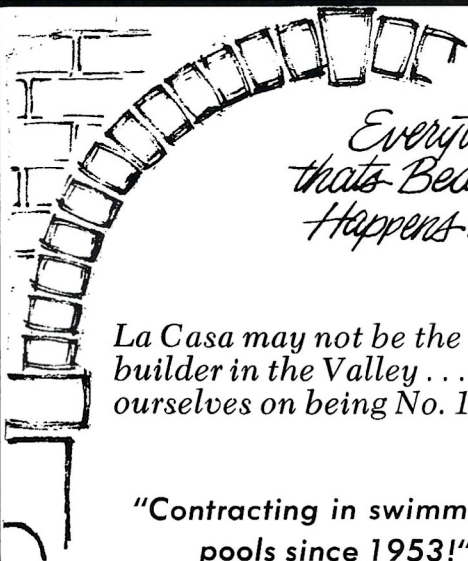 Every
thats Bea
Happens
La Casa may not be the
builder in the Valley . . .
ourselves on being No. 1
"Contracting in swimm
pools since 1953!"